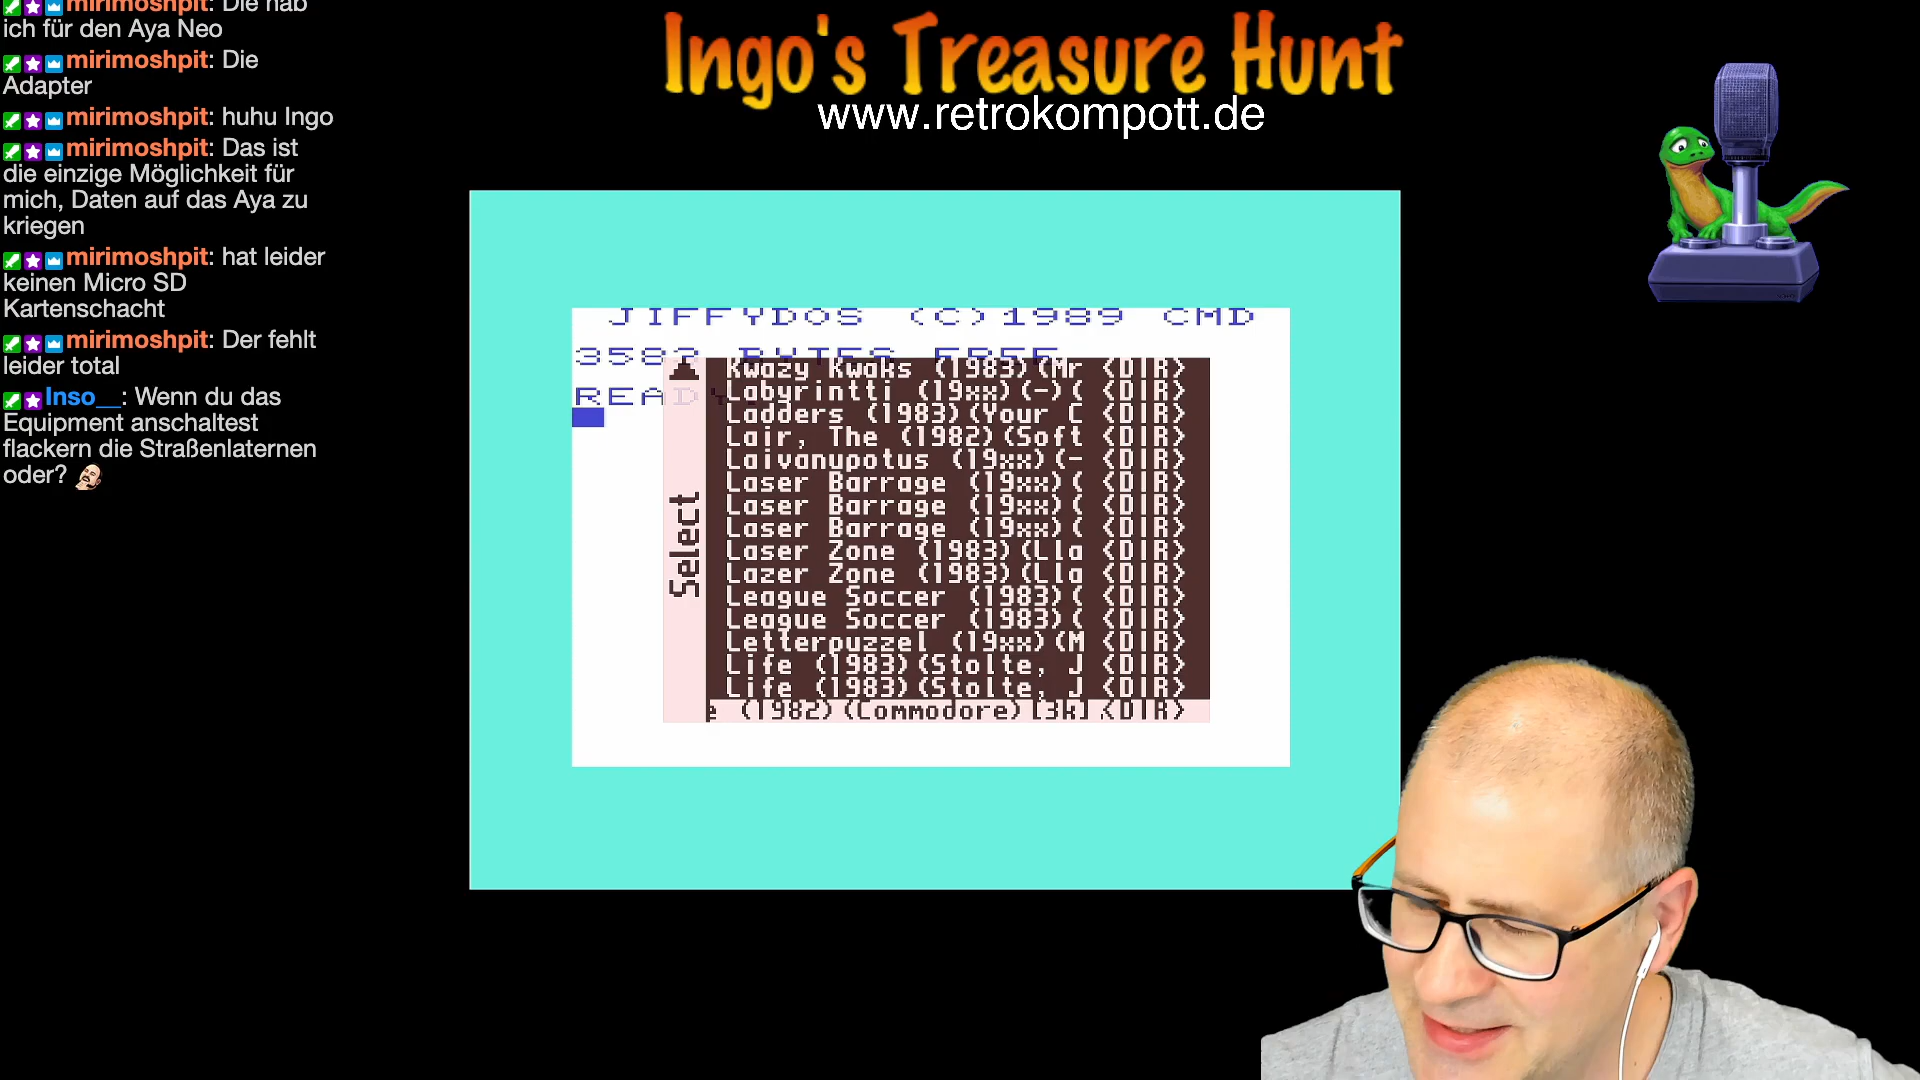 mirimoshpit: Die hab
ich für den Aya Neo
mirimoshpit: Die
Adapter
mirimoshpit: huhu Ingo
mirimoshpit: Das ist
die einzige Möglichkeit für
mich, Daten auf das Aya zu
kriegen
mirimoshpit: hat leider
keinen Micro SD
Kartenschacht
mirimoshpit: Der fehlt
leider total
Inso__: Wenn du das
Equipment anschaltest
flackern die Straßenlaternen
oder?
Ingo's Treasure Hunt
www.retrokompott.de
JIFFYDOS (C)1989 CMD
3582 BYTES FREE
READY.
Select
Kwazy Kwaks (1983)(Mr <DIR>
Labyrintti (19xx)(-)( <DIR>
Ladders (1983)(Your C <DIR>
Lair, The (1982)(Soft <DIR>
Laivanupotus (19xx)(- <DIR>
Laser Barrage (19xx)( <DIR>
Laser Barrage (19xx)( <DIR>
Laser Barrage (19xx)( <DIR>
Laser Zone (1983)(Lla <DIR>
Lazer Zone (1983)(Lla <DIR>
League Soccer (1983)( <DIR>
League Soccer (1983)( <DIR>
Letterpuzzel (19xx)(M <DIR>
Life (1983)(Stolte, J <DIR>
Life (1983)(Stolte, J <DIR>
e (1982)(Commodore)[3k] <DIR>